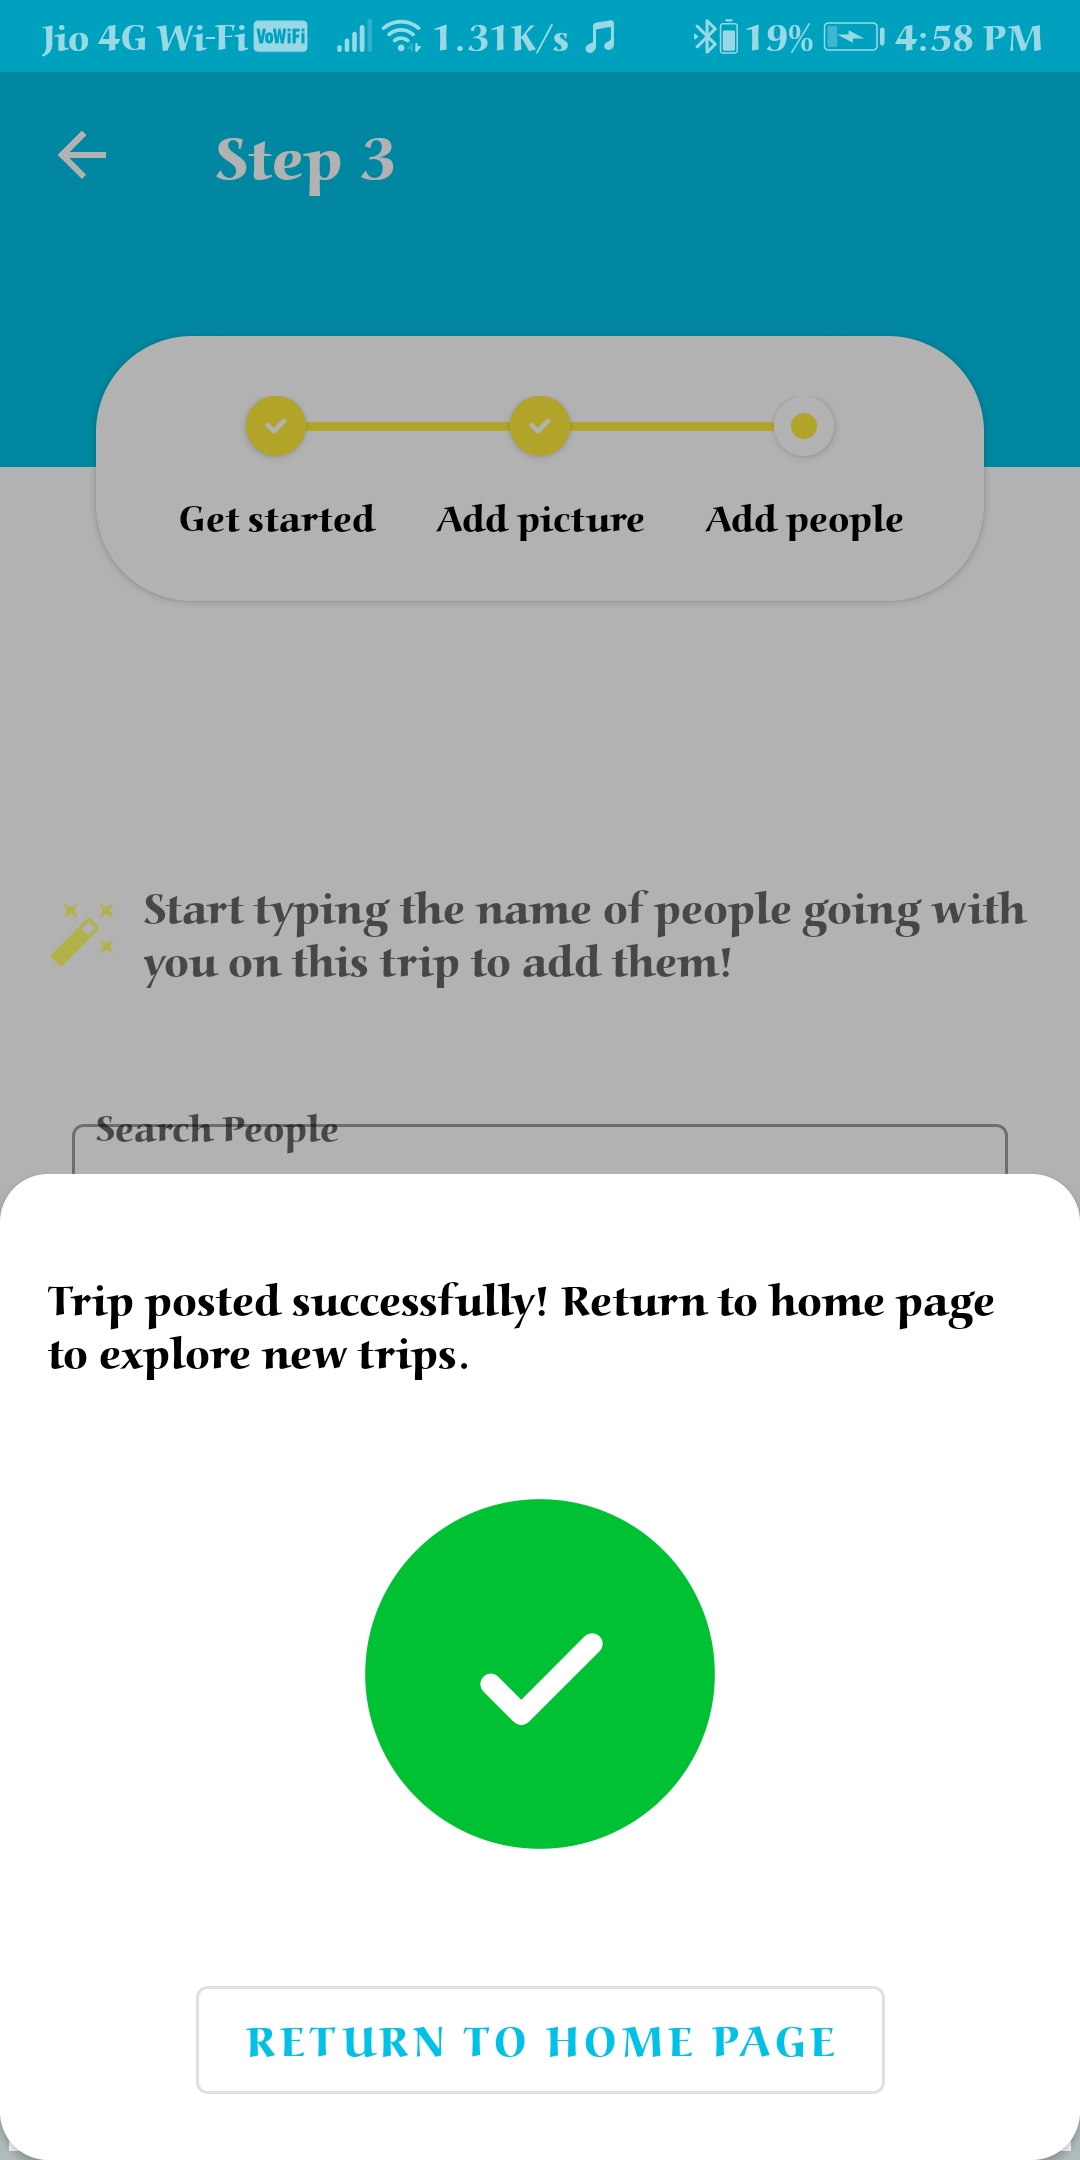 Jio 4G Wi-Fi VoWiFi 1.31K/s 19% 4:58 PM
Step 3
Get started Add picture Add people
Start typing the name of people going with
you on this trip to add them!
Search People
Trip posted successfully! Return to home page
to explore new trips.
RETURN TO HOME PAGE